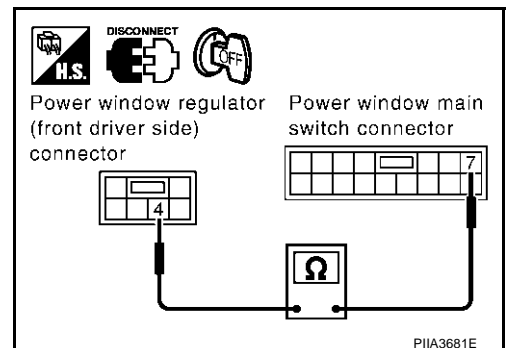 DISCONNECT
H.S.
OFF
Power window regulator
(front driver side)
connector
Power window main
switch connector
7
4
Ω
PIIA3681E